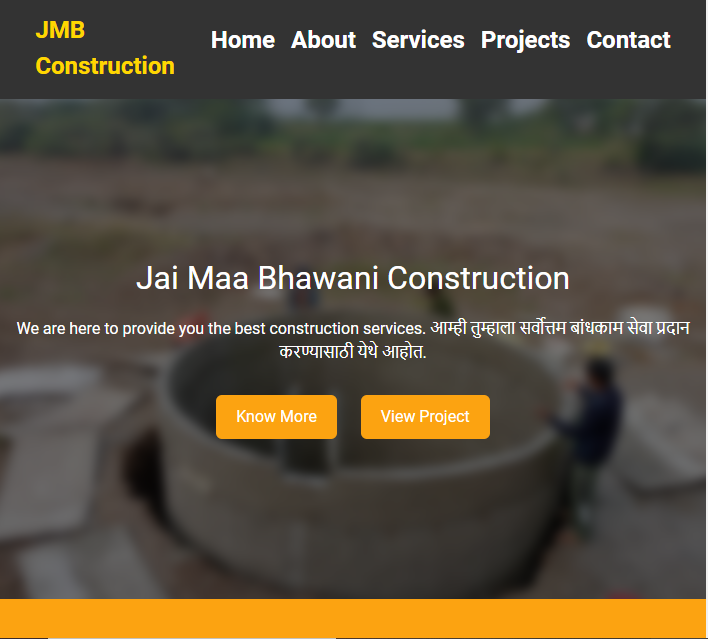 JMB
Construction
Home About Services Projects Contact
Jai Maa Bhawani Construction
We are here to provide you the best construction services. आम्ही तुम्हाला सर्वोत्तम बांधकाम सेवा प्रदान
करण्यासाठी येथे आहोत.
Know More View Project